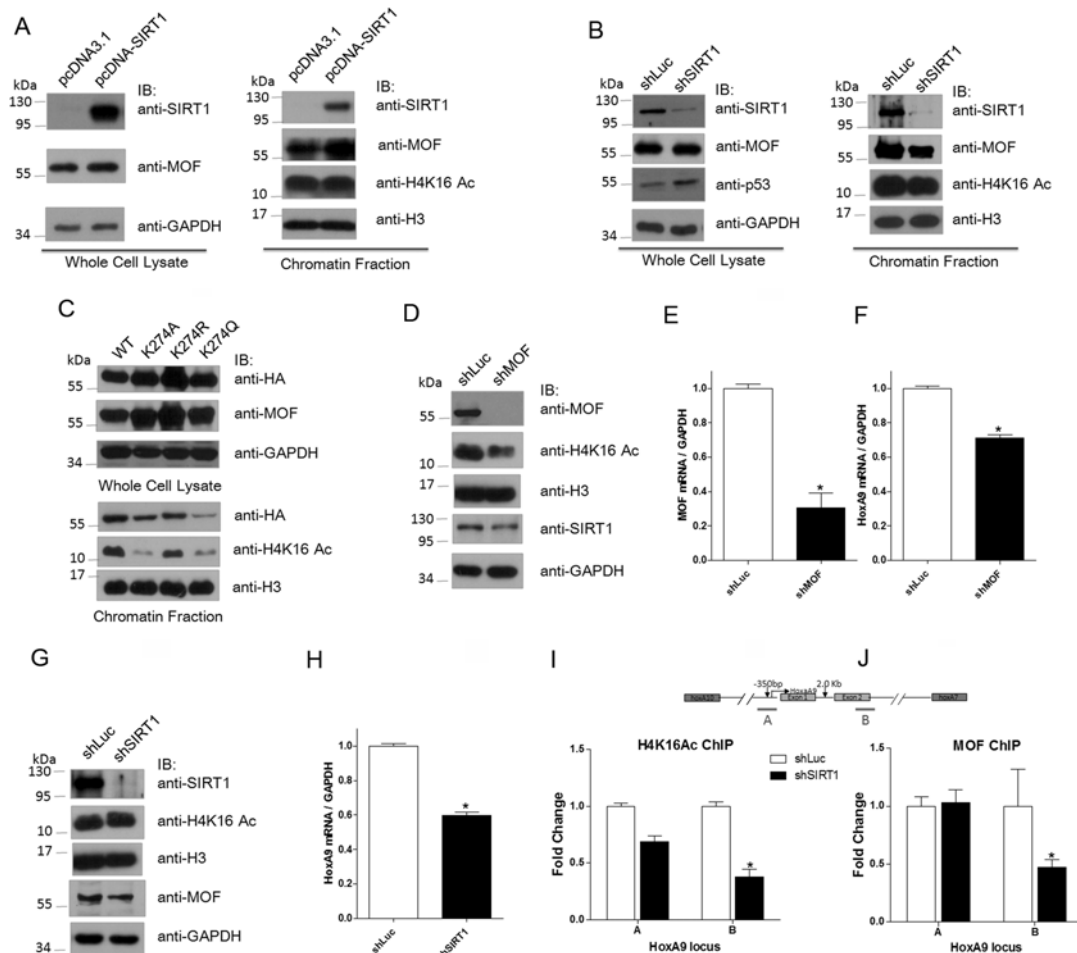 A
pcDNA3.1
pcDNA-SIRT1
kDa
IB:
130
95
anti-SIRT1
55
anti-MOF
34
anti-GAPDH
Whole Cell Lysate
pcDNA3.1
pcDNA-SIRT1
kDa
IB:
130
95
anti-SIRT1
55
anti-MOF
10
anti-H4K16 Ac
17
anti-H3
Chromatin Fraction
B
shLuc
shSIRT1
kDa
IB:
130
95
anti-SIRT1
55
anti-MOF
55
anti-p53
34
anti-GAPDH
Whole Cell Lysate
shLuc
shSIRT1
kDa
IB:
130
95
anti-SIRT1
55
anti-MOF
10
anti-H4K16 Ac
17
anti-H3
Chromatin Fraction
C
WT
K274A
K274R
K274Q
kDa
IB:
55
anti-HA
55
anti-MOF
34
anti-GAPDH
Whole Cell Lysate
55
anti-HA
10
anti-H4K16 Ac
17
anti-H3
Chromatin Fraction
D
shLuc
shMOF
kDa
IB:
55
anti-MOF
10
anti-H4K16 Ac
17
anti-H3
130
95
anti-SIRT1
34
anti-GAPDH
E
MOF mRNA / GAPDH
1.0
0.8
0.6
0.4
0.2
0.0
*
shLuc
shMOF
F
HoxA9 mRNA / GAPDH
1.0
0.8
0.6
0.4
0.2
0.0
*
shLuc
shMOF
G
shLuc
shSIRT1
kDa
IB:
130
95
anti-SIRT1
10
anti-H4K16 Ac
17
anti-H3
55
anti-MOF
34
anti-GAPDH
H
HoxA9 mRNA / GAPDH
1.0
0.8
0.6
0.4
0.2
0.0
*
shLuc
shSIRT1
I
J
-350bp
2.0 Kb
hoxA10
Exon 1
Exon 2
hoxA7
A
B
H4K16Ac ChIP
shLuc
shSIRT1
Fold Change
1.5
1.0
0.5
0.0
*
A
B
HoxA9 locus
MOF ChIP
Fold Change
1.5
1.0
0.5
0.0
*
A
B
HoxA9 locus